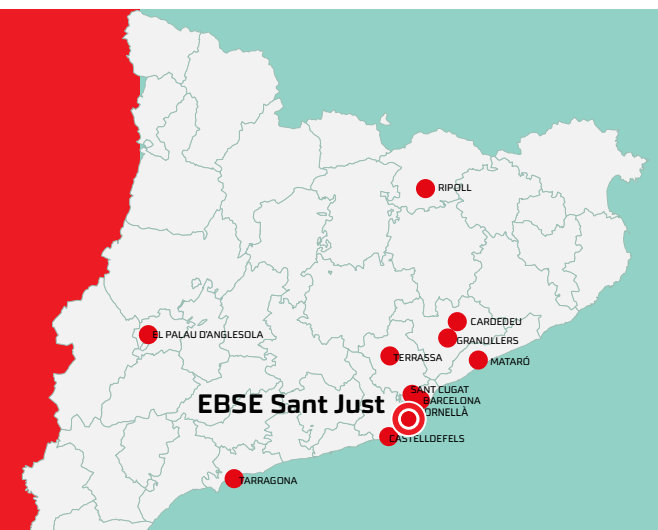 RIPOLL
CARDEDEU
GRANOLLERS
EL PALAU D'ANGLESOLA
TERRASSA
MATARÓ
SANT CUGAT
BARCELONA
EBSE Sant Just
CORNELLÀ
CASTELLDEFELS
TARRAGONA